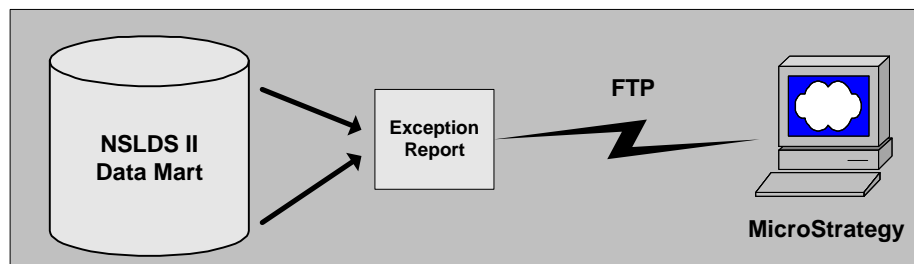 NSLDS II
Data Mart
Exception
Report
FTP
MicroStrategy